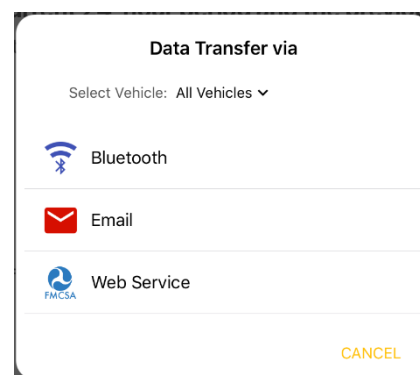 Data Transfer via
Select Vehicle: All Vehicles
Bluetooth
Email
FMCSA
Web Service
CANCEL